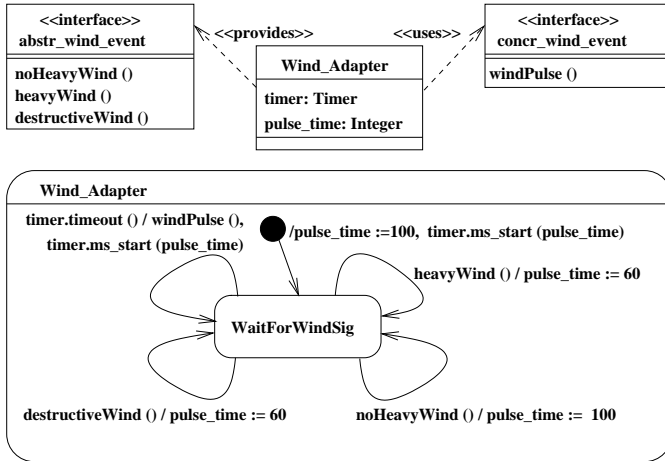 <<interface>>
abstr_wind_event
noHeavyWind ()
heavyWind ()
destructiveWind ()
<<provides>>
<<uses>>
Wind_Adapter
timer: Timer
pulse_time: Integer
<<interface>>
concr_wind_event
windPulse ()
Wind_Adapter
timer.timeout () / windPulse (),
timer.ms_start (pulse_time)
/pulse_time :=100, timer.ms_start (pulse_time)
heavyWind () / pulse_time := 60
WaitForWindSig
destructiveWind () / pulse_time := 60
noHeavyWind () / pulse_time := 100